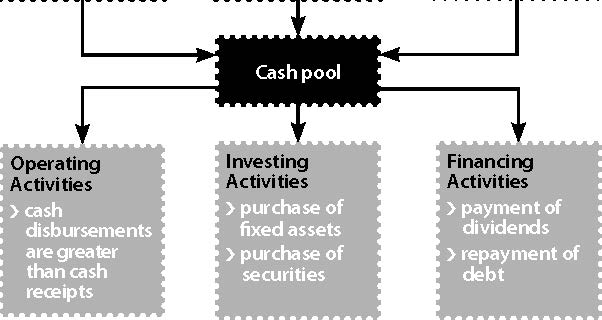 Cash pool
Operating
Activities
› cash
disbursements
are greater
than cash
receipts
Investing
Activities
› purchase of
fixed assets
› purchase of
securities
Financing
Activities
› payment of
dividends
› repayment of
debt